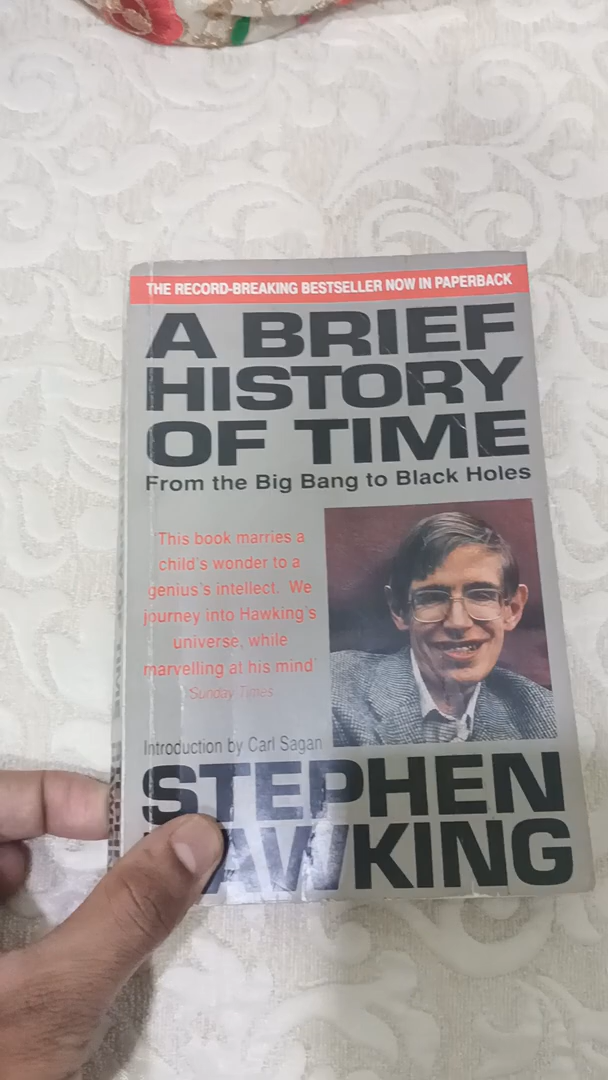 THE RECORD-BREAKING BESTSELLER NOW IN PAPERBACK
A BRIEF
HISTORY
OF TIME
From the Big Bang to Black Holes
'This book marries a
child's wonder to a
genius's intellect. We
journey into Hawking's
universe, while
marvelling at his mind'
Sunday Times
Introduction by Carl Sagan
STEPHEN
HAWKING